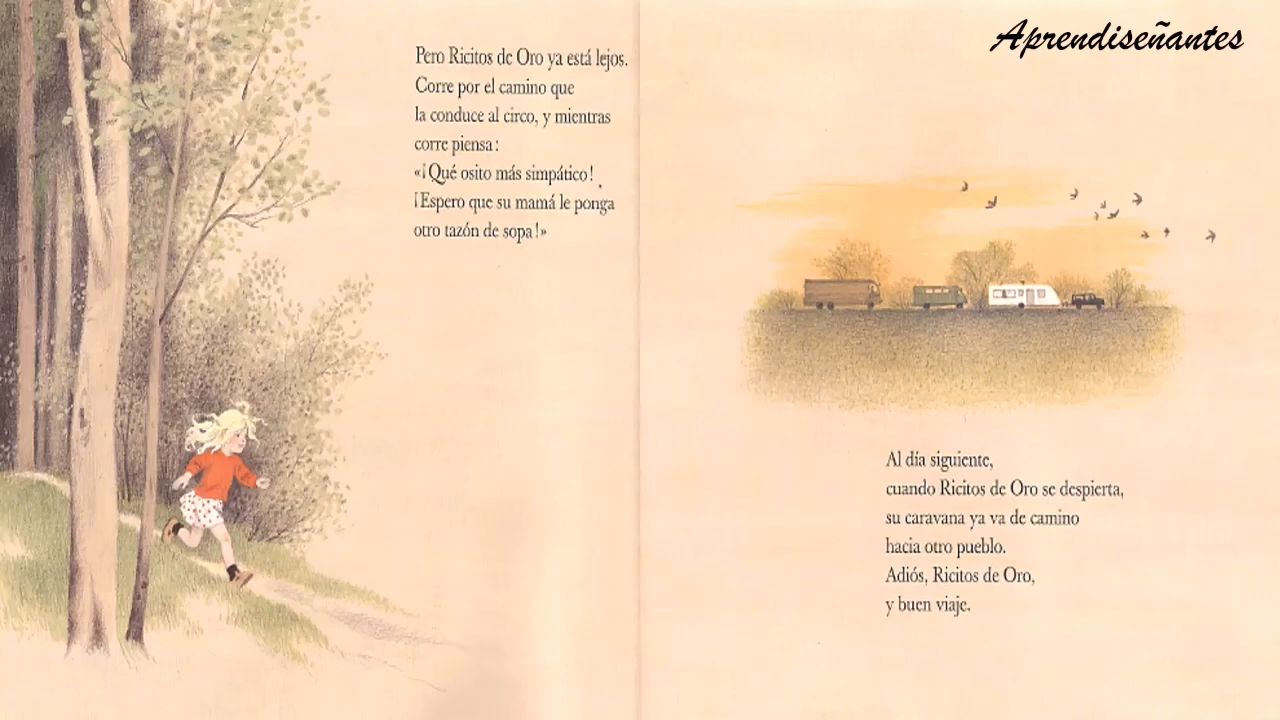 Pero Ricitos de Oro ya está lejos.
Corre por el camino que
la conduce al circo, y mientras
corre piensa:
«¡Qué osito más simpático!
¡Espero que su mamá le ponga
otro tazón de sopa!»
Aprendiseñantes
Al día siguiente,
cuando Ricitos de Oro se despierta,
su caravana ya va de camino
hacia otro pueblo.
Adiós, Ricitos de Oro,
y buen viaje.